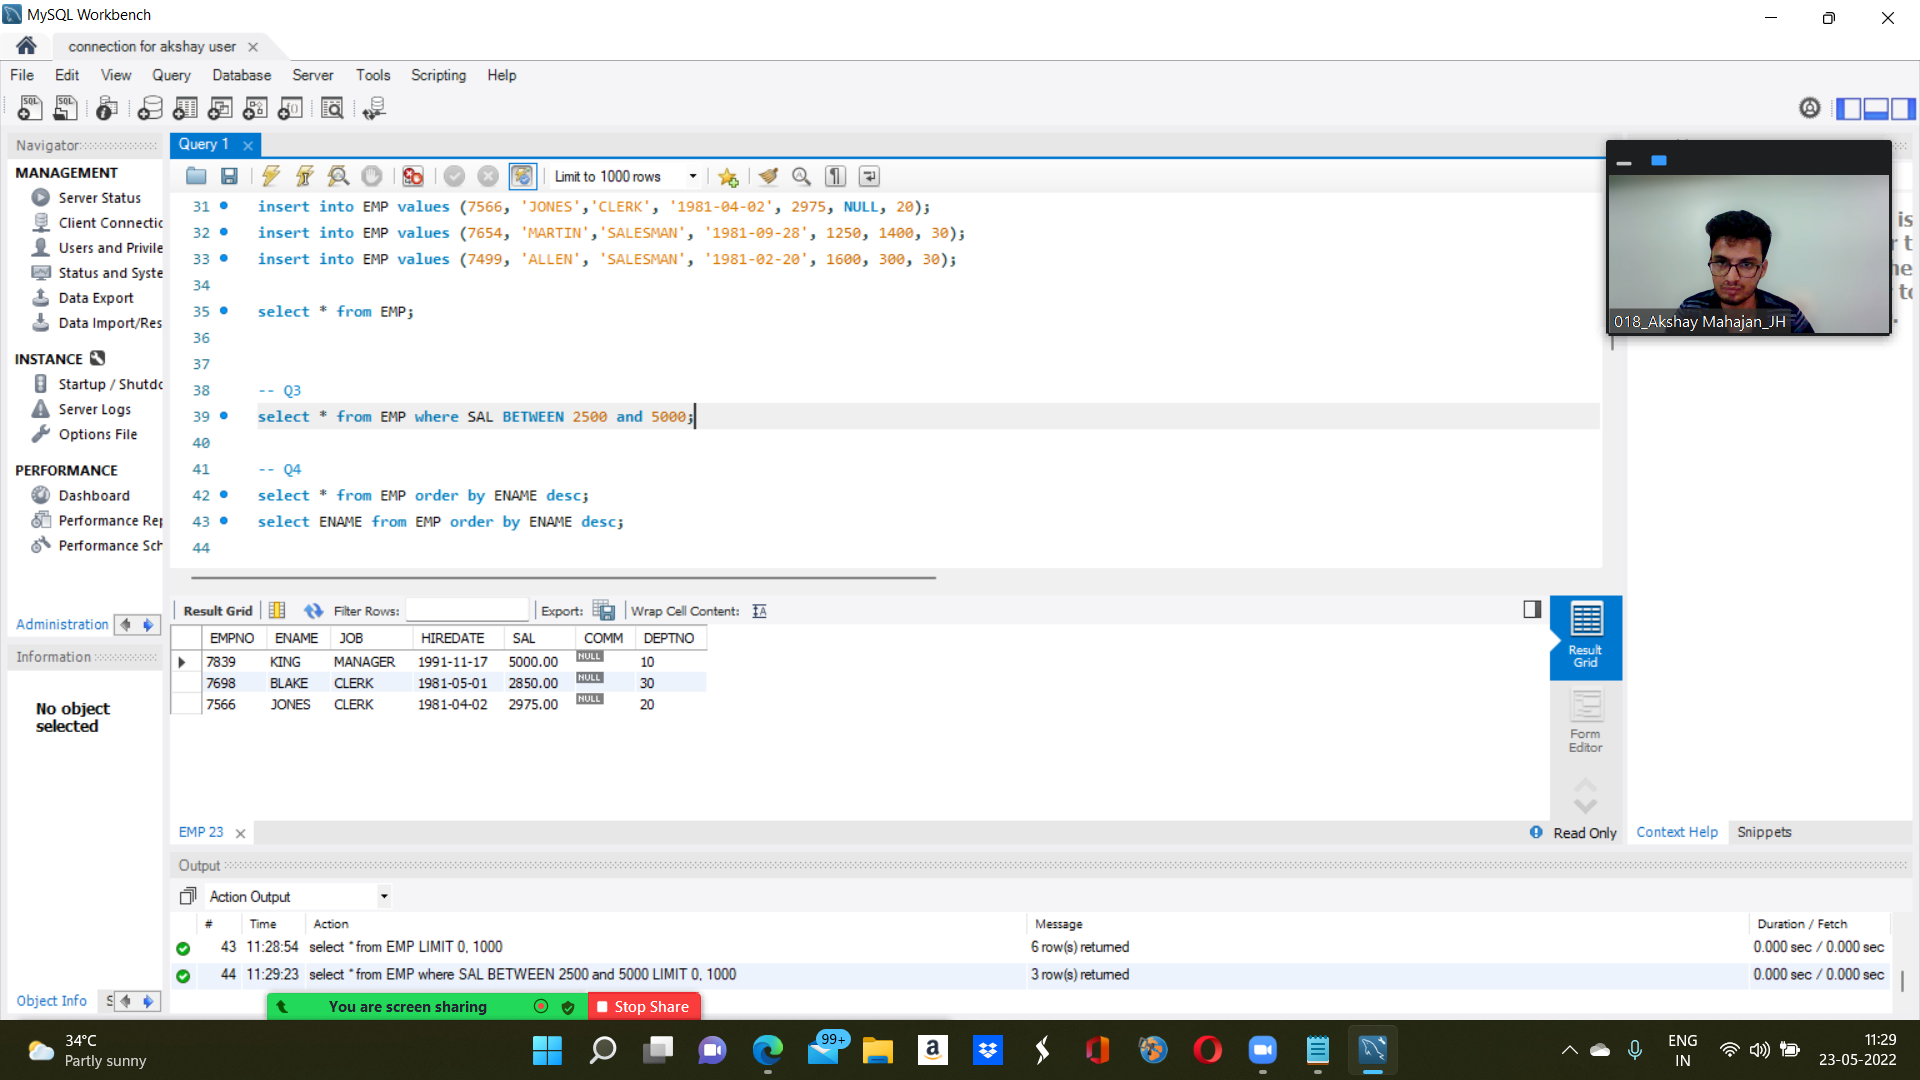 MySQL Workbench
connection for akshay user
File Edit View Query Database Server Tools Scripting Help
Navigator
MANAGEMENT
Server Status
Client Connectic
Users and Privile
Status and Syste
Data Export
Data Import/Res
INSTANCE
Startup / Shutdc
Server Logs
Options File
PERFORMANCE
Dashboard
Performance Rep
Performance Sch
Administration
Information
No object
selected
Object Info S
Query 1
Limit to 1000 rows
31 insert into EMP values (7566, 'JONES','CLERK', '1981-04-02', 2975, NULL, 20);
32 insert into EMP values (7654, 'MARTIN','SALESMAN', '1981-09-28', 1250, 1400, 30);
33 insert into EMP values (7499, 'ALLEN', 'SALESMAN', '1981-02-20', 1600, 300, 30);
34
35 select * from EMP;
36
37
38 -- Q3
39 select * from EMP where SAL BETWEEN 2500 and 5000;
40
41 -- Q4
42 select * from EMP order by ENAME desc;
43 select ENAME from EMP order by ENAME desc;
44
018_Akshay Mahajan_JH
Result Grid Filter Rows: Export: Wrap Cell Content:
EMPNO ENAME JOB HIREDATE SAL COMM DEPTNO
7839 KING MANAGER 1991-11-17 5000.00 NULL 10
7698 BLAKE CLERK 1981-05-01 2850.00 NULL 30
7566 JONES CLERK 1981-04-02 2975.00 NULL 20
Result
Grid
Form
Editor
EMP 23
Read Only
Context Help Snippets
Output
Action Output
# Time Action Message Duration / Fetch
43 11:28:54 select * from EMP LIMIT 0, 1000 6 row(s) returned 0.000 sec / 0.000 sec
44 11:29:23 select * from EMP where SAL BETWEEN 2500 and 5000 LIMIT 0, 1000 3 row(s) returned 0.000 sec / 0.000 sec
You are screen sharing Stop Share
34°C
Partly sunny
99+
ENG
IN
11:29
23-05-2022